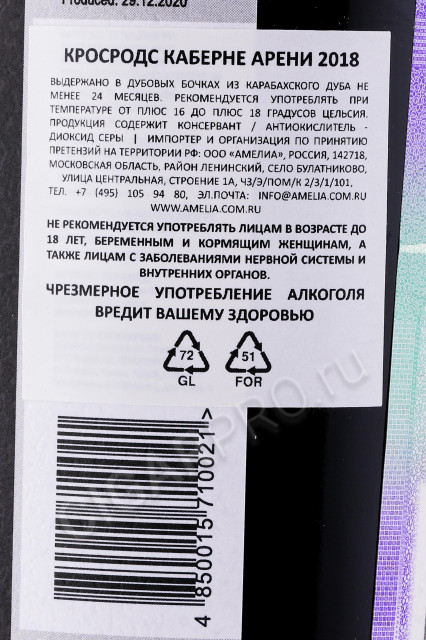 Produced: 29.12.2020
КРОСРОДС КАБЕРНЕ АРЕНИ 2018
ВЫДЕРЖАНО В ДУБОВЫХ БОЧКАХ ИЗ КАРАБАХСКОГО ДУБА НЕ
МЕНЕЕ 24 МЕСЯЦЕВ. РЕКОМЕНДУЕТСЯ УПОТРЕБЛЯТЬ ПРИ
ТЕМПЕРАТУРЕ ОТ ПЛЮС 16 ДО ПЛЮС 18 ГРАДУСОВ ЦЕЛЬСИЯ.
ПРОДУКЦИЯ СОДЕРЖИТ КОНСЕРВАНТ / АНТИОКИСЛИТЕЛЬ -
ДИОКСИД СЕРЫ | ИМПОРТЕР И ОРГАНИЗАЦИЯ ПО ПРИНЯТИЮ
ПРЕТЕНЗИЙ НА ТЕРРИТОРИИ РФ: ООО «АМЕЛИА», РОССИЯ, 142718,
МОСКОВСКАЯ ОБЛАСТЬ, РАЙОН ЛЕНИНСКИЙ, СЕЛО БУЛАТНИКОВО,
УЛИЦА ЦЕНТРАЛЬНАЯ, СТРОЕНИЕ 1А, ЧЗ/Э/ПОМ/К 2/3/1/101,
ТЕЛ. +7 (495) 105 94 80, ЭЛ.ПОЧТА: INFO@AMELIA.COM.RU
WWW.AMELIA.COM.RU
НЕ РЕКОМЕНДУЕТСЯ УПОТРЕБЛЯТЬ ЛИЦАМ В ВОЗРАСТЕ ДО
18 ЛЕТ, БЕРЕМЕННЫМ И КОРМЯЩИМ ЖЕНЩИНАМ, А
ТАКЖЕ ЛИЦАМ С ЗАБОЛЕВАНИЯМИ НЕРВНОЙ СИСТЕМЫ И
ВНУТРЕННИХ ОРГАНОВ.
ЧРЕЗМЕРНОЕ УПОТРЕБЛЕНИЕ АЛКОГОЛЯ
ВРЕДИТ ВАШЕМУ ЗДОРОВЬЮ
72 51
GL FOR
4 850015 710021 >
CIGARPRO.ru